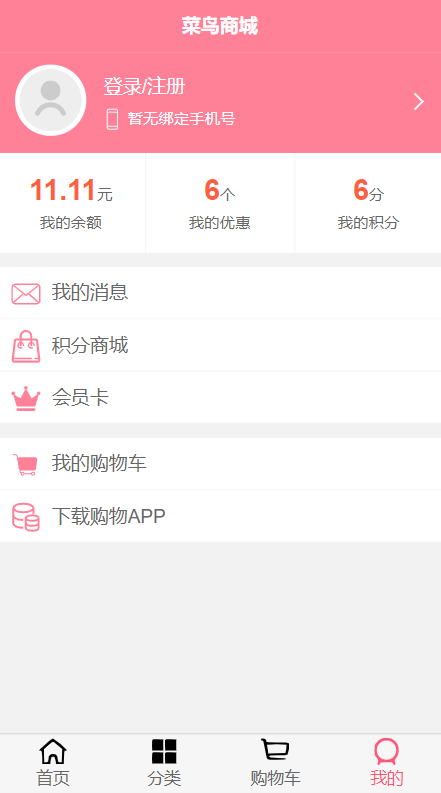 菜鸟商城
登录/注册
暂无绑定手机号
11.11元 6个 6分
我的余额 我的优惠 我的积分
我的消息
积分商城
会员卡
我的购物车
下载购物APP
首页 分类 购物车 我的